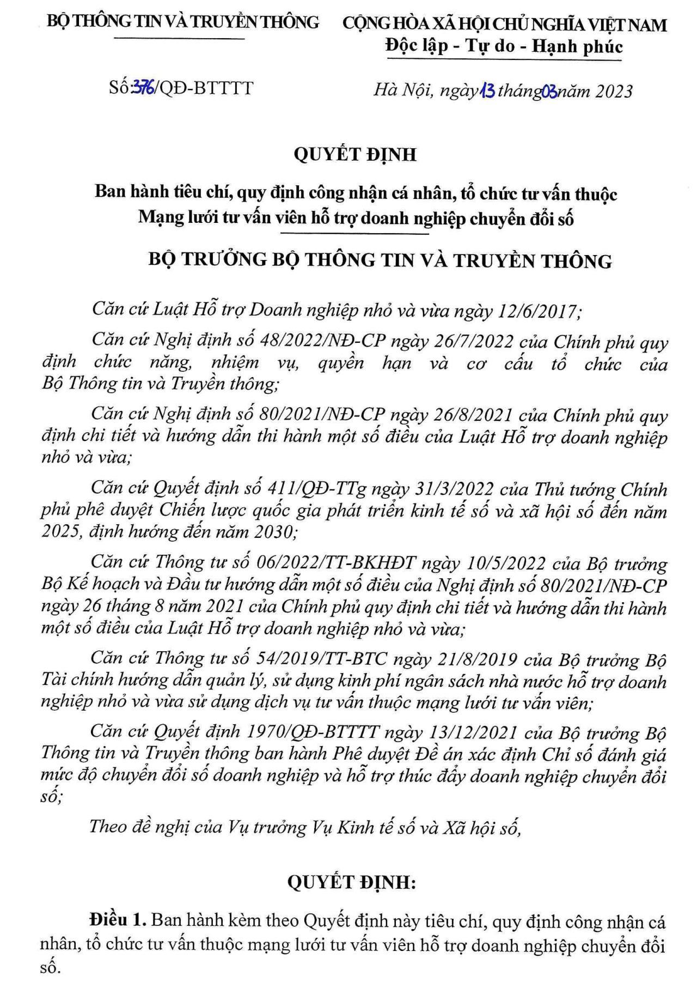 BỘ THÔNG TIN VÀ TRUYỀN THÔNG
CỘNG HÒA XÃ HỘI CHỦ NGHĨA VIỆT NAM
Độc lập - Tự do - Hạnh phúc
Số:376/QĐ-BTTTT
Hà Nội, ngày 13 tháng 03 năm 2023
QUYẾT ĐỊNH
Ban hành tiêu chí, quy định công nhận cá nhân, tổ chức tư vấn thuộc
Mạng lưới tư vấn viên hỗ trợ doanh nghiệp chuyển đổi số
BỘ TRƯỞNG BỘ THÔNG TIN VÀ TRUYỀN THÔNG
Căn cứ Luật Hỗ trợ Doanh nghiệp nhỏ và vừa ngày 12/6/2017;
Căn cứ Nghị định số 48/2022/NĐ-CP ngày 26/7/2022 của Chính phủ quy
định chức năng, nhiệm vụ, quyền hạn và cơ cấu tổ chức của
Bộ Thông tin và Truyền thông;
Căn cứ Nghị định số 80/2021/NĐ-CP ngày 26/8/2021 của Chính phủ quy
định chi tiết và hướng dẫn thi hành một số điều của Luật Hỗ trợ doanh nghiệp
nhỏ và vừa;
Căn cứ Quyết định số 411/QĐ-TTg ngày 31/3/2022 của Thủ tướng Chính
phủ phê duyệt Chiến lược quốc gia phát triển kinh tế số và xã hội số đến năm
2025, định hướng đến năm 2030;
Căn cứ Thông tư số 06/2022/TT-BKHĐT ngày 10/5/2022 của Bộ trưởng
Bộ Kế hoạch và Đầu tư hướng dẫn một số điều của Nghị định số 80/2021/NĐ-CP
ngày 26 tháng 8 năm 2021 của Chính phủ quy định chi tiết và hướng dẫn thi hành
một số điều của Luật Hỗ trợ doanh nghiệp nhỏ và vừa;
Căn cứ Thông tư số 54/2019/TT-BTC ngày 21/8/2019 của Bộ trưởng Bộ
Tài chính hướng dẫn quản lý, sử dụng kinh phí ngân sách nhà nước hỗ trợ doanh
nghiệp nhỏ và vừa sử dụng dịch vụ tư vấn thuộc mạng lưới tư vấn viên;
Căn cứ Quyết định 1970/QĐ-BTTTT ngày 13/12/2021 của Bộ trưởng Bộ
Thông tin và Truyền thông ban hành Phê duyệt Đề án xác định Chỉ số đánh giá
mức độ chuyển đổi số doanh nghiệp và hỗ trợ thúc đẩy doanh nghiệp chuyển đổi
số;
Theo đề nghị của Vụ trưởng Vụ Kinh tế số và Xã hội số,
QUYẾT ĐỊNH:
Điều 1. Ban hành kèm theo Quyết định này tiêu chí, quy định công nhận cá
nhân, tổ chức tư vấn thuộc mạng lưới tư vấn viên hỗ trợ doanh nghiệp chuyển đổi
số.